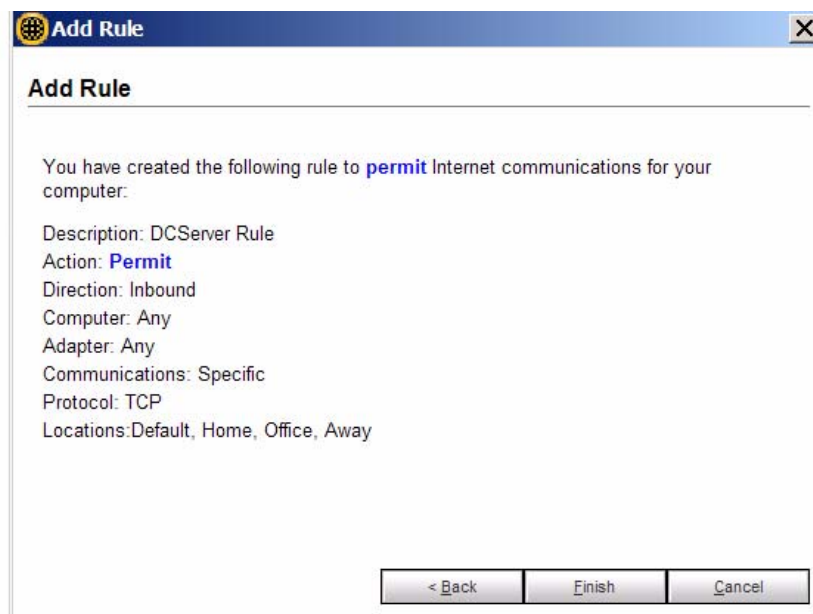 Add Rule
Add Rule
You have created the following rule to permit Internet communications for your
computer:
Description: DCServer Rule
Action: Permit
Direction: Inbound
Computer: Any
Adapter: Any
Communications: Specific
Protocol: TCP
Locations:Default, Home, Office, Away
< Back
Finish
Cancel